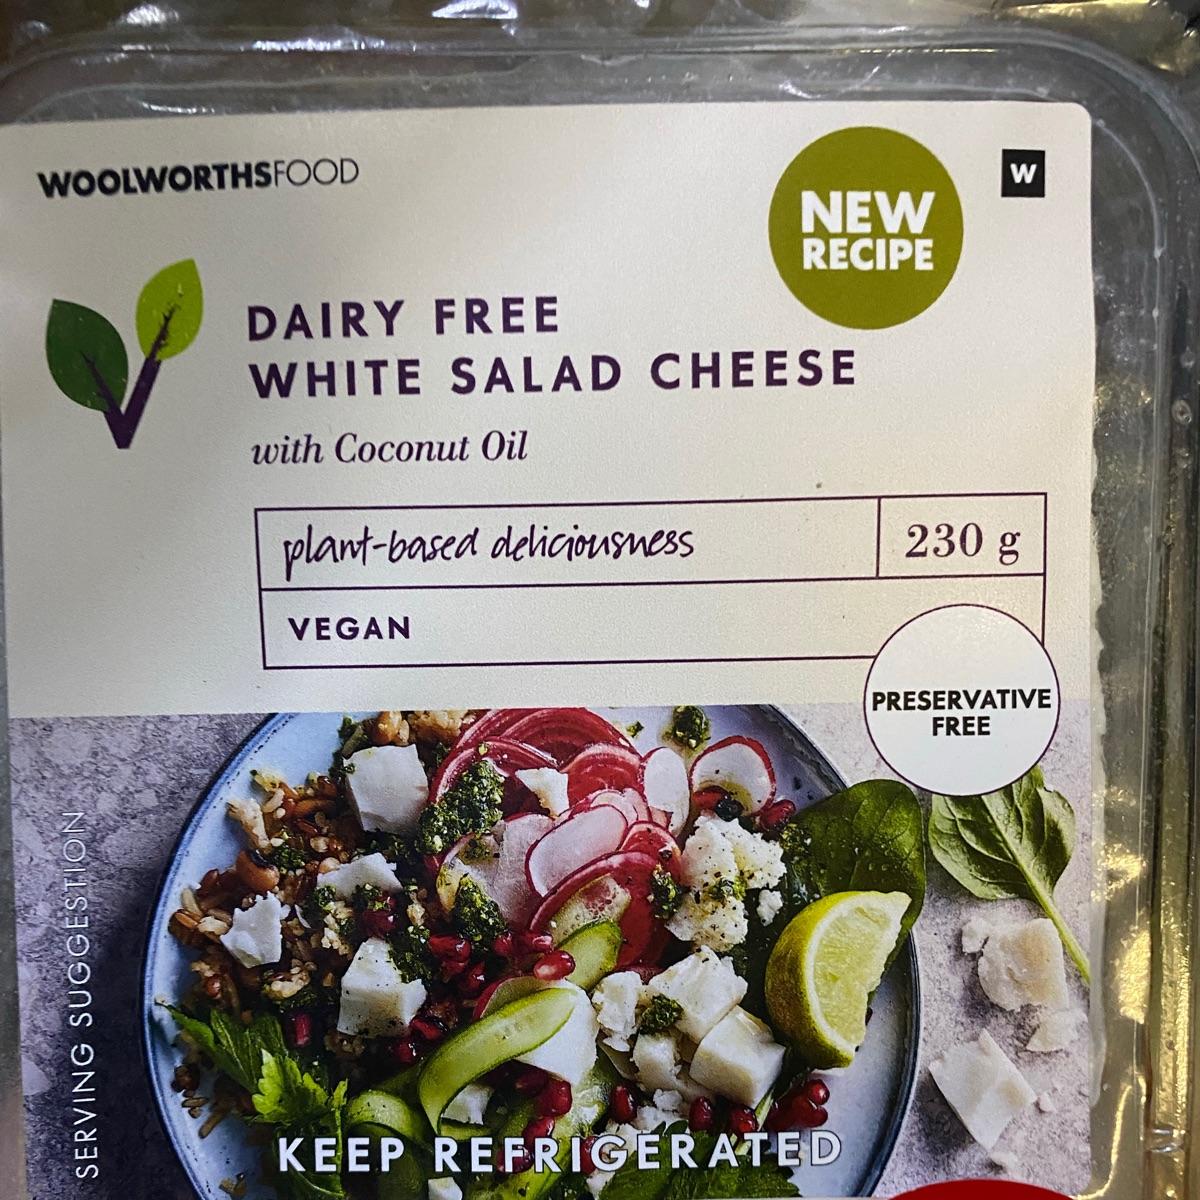 WOOLWORTHSFOOD
NEW
RECIPE
W
DAIRY FREE
WHITE SALAD CHEESE
with Coconut Oil
plant-based deliciousness
230 g
VEGAN
PRESERVATIVE
FREE
SERVING SUGGESTION
KEEP REFRIGERATED